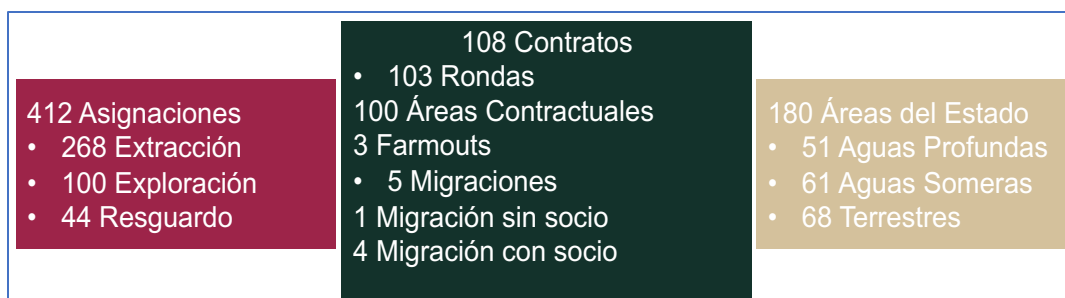 412 Asignaciones
• 268 Extracción
• 100 Exploración
• 44 Resguardo
108 Contratos
• 103 Rondas
100 Áreas Contractuales
3 Farmouts
• 5 Migraciones
1 Migración sin socio
4 Migración con socio
180 Áreas del Estado
• 51 Aguas Profundas
• 61 Aguas Someras
• 68 Terrestres